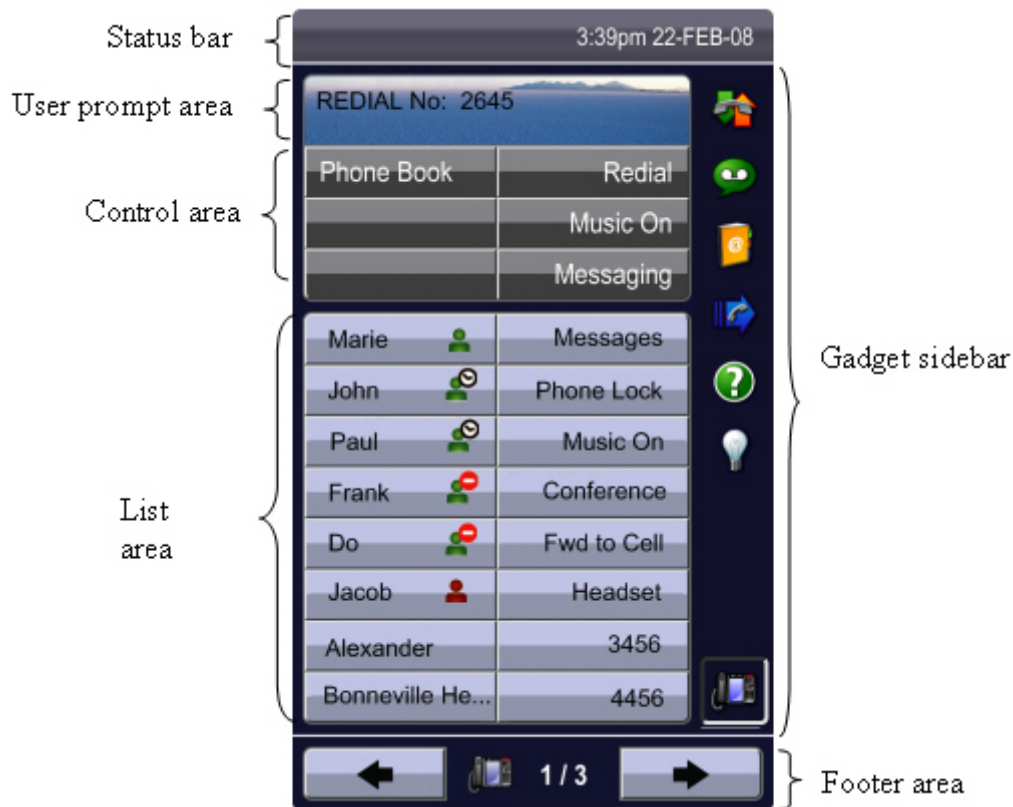 Status bar
3:39pm 22-FEB-08
User prompt area
REDIAL No: 2645
Control area
Phone Book
Redial
Music On
Messaging
List
area
Marie
Messages
John
Phone Lock
Paul
Music On
Frank
Conference
Do
Fwd to Cell
Jacob
Headset
Alexander
3456
Bonneville He...
4456
@
?
Gadget sidebar
1 / 3
Footer area